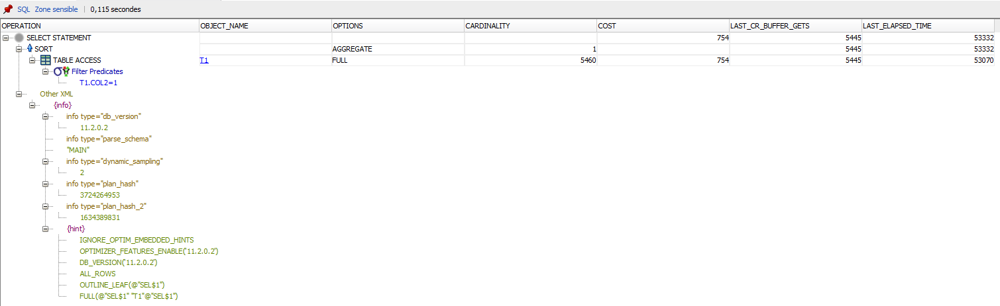 SQL Zone sensible | 0,115 secondes
OPERATION OBJECT_NAME OPTIONS CARDINALITY COST LAST_CR_BUFFER_GETS LAST_ELAPSED_TIME
SELECT STATEMENT 754 5445 53332
SORT AGGREGATE 1 5445 53332
TABLE ACCESS T1 FULL 5460 754 5445 53070
Filter Predicates
T1.COL2=1
Other XML
{info}
info type="db_version"
11.2.0.2
info type="parse_schema"
"MAIN"
info type="dynamic_sampling"
2
info type="plan_hash"
3724264953
info type="plan_hash_2"
1634389831
{hint}
IGNORE_OPTIM_EMBEDDED_HINTS
OPTIMIZER_FEATURES_ENABLE('11.2.0.2')
DB_VERSION('11.2.0.2')
ALL_ROWS
OUTLINE_LEAF(@"SEL$1")
FULL(@"SEL$1" "T1"@"SEL$1")